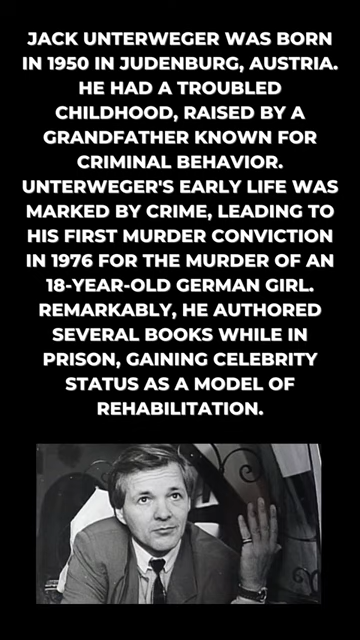 JACK UNTERWEGER WAS BORN
IN 1950 IN JUDENBURG, AUSTRIA.
HE HAD A TROUBLED
CHILDHOOD, RAISED BY A
GRANDFATHER KNOWN FOR
CRIMINAL BEHAVIOR.
UNTERWEGER'S EARLY LIFE WAS
MARKED BY CRIME, LEADING TO
HIS FIRST MURDER CONVICTION
IN 1976 FOR THE MURDER OF AN
18-YEAR-OLD GERMAN GIRL.
REMARKABLY, HE AUTHORED
SEVERAL BOOKS WHILE IN
PRISON, GAINING CELEBRITY
STATUS AS A MODEL OF
REHABILITATION.